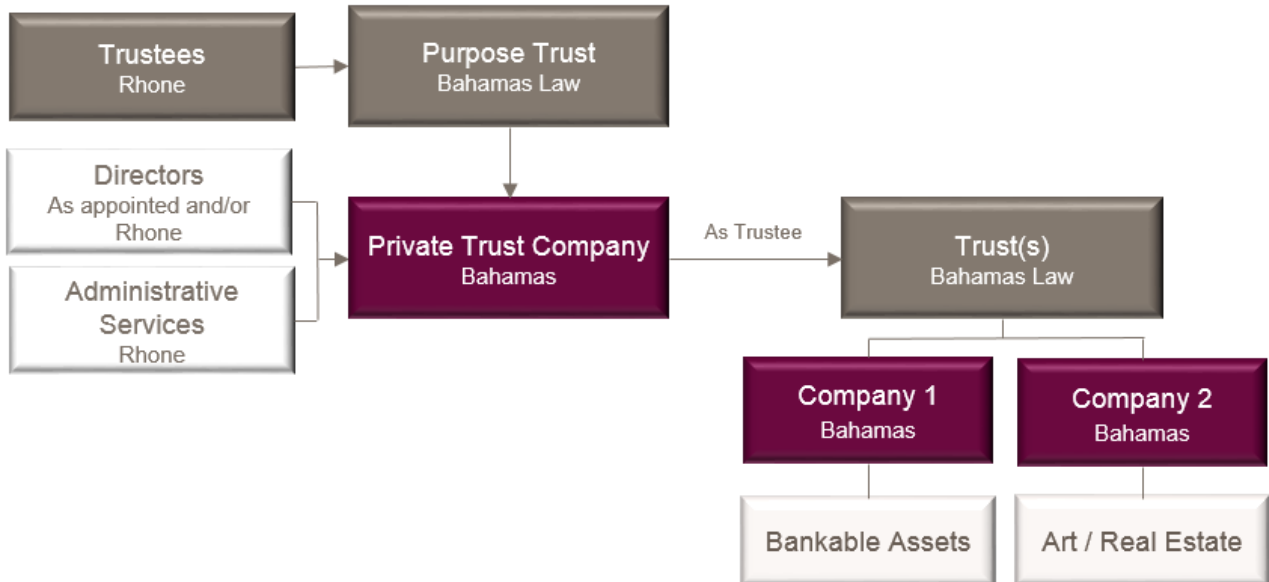 Trustees
Rhone
Purpose Trust
Bahamas Law
Directors
As appointed and/or
Rhone
Administrative
Services
Rhone
Private Trust Company
Bahamas
As Trustee
Trust(s)
Bahamas Law
Company 1
Bahamas
Company 2
Bahamas
Bankable Assets
Art / Real Estate